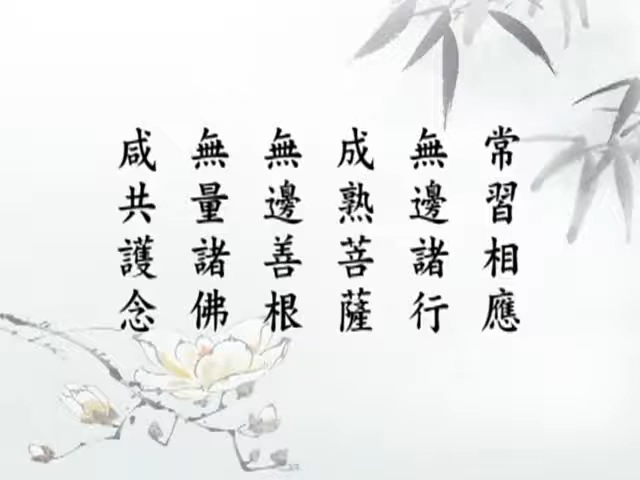 常習相應
無邊諸行
成熟菩薩
無邊善根
無量諸佛
咸共護念